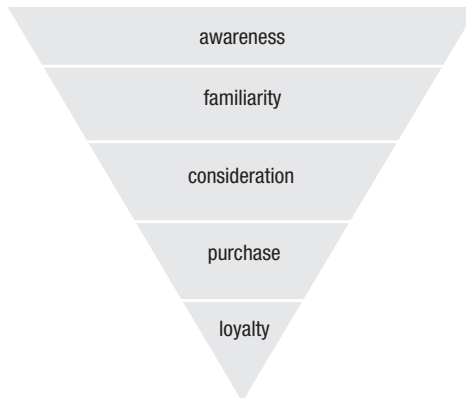 awareness
familiarity
consideration
purchase
loyalty